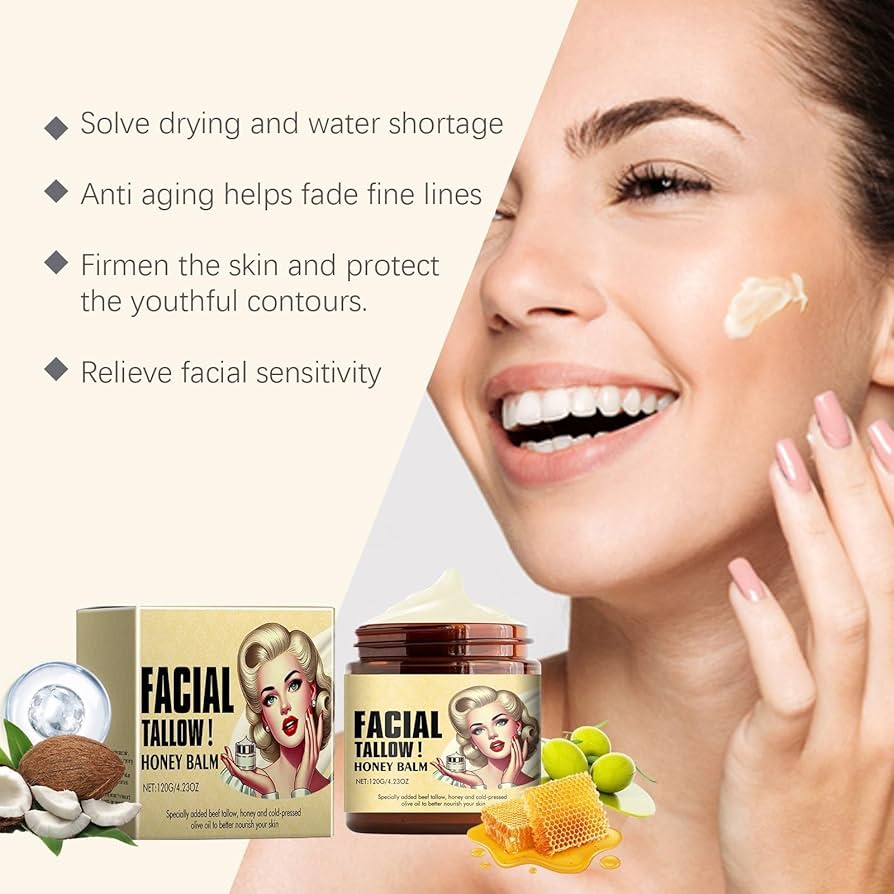 Solve drying and water shortage
Anti aging helps fade fine lines
Firmen the skin and protect
the youthful contours.
Relieve facial sensitivity
FACIAL
TALLOW !
HONEY BALM
NET:120G/4.23OZ
Specially added beef tallow, honey and cold-pressed
olive oil to better nourish your skin
FACIAL
TALLOW !
HONEY BALM
NET:120G/4.23OZ
Specially added beef tallow, honey and cold-pressed
olive oil to better nourish your skin